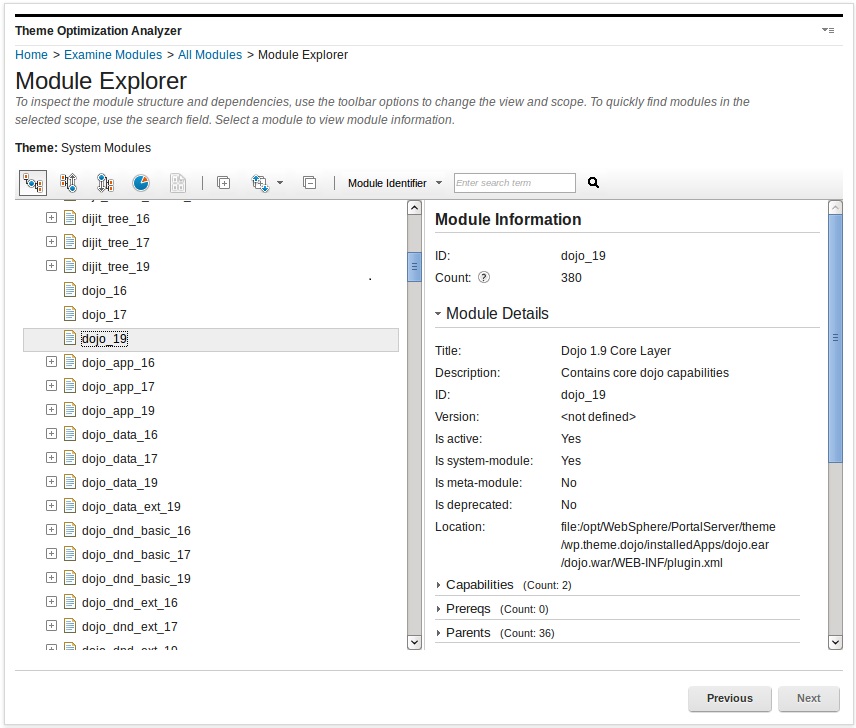 Theme Optimization Analyzer
Home > Examine Modules > All Modules > Module Explorer
Module Explorer
To inspect the module structure and dependencies, use the toolbar options to change the view and scope. To quickly find modules in the
selected scope, use the search field. Select a module to view module information.
Theme: System Modules
Module Identifier
Enter search term
dijit_tree_16
dijit_tree_17
dijit_tree_19
dojo_16
dojo_17
dojo_19
dojo_app_16
dojo_app_17
dojo_app_19
dojo_data_16
dojo_data_17
dojo_data_19
dojo_data_ext_19
dojo_dnd_basic_16
dojo_dnd_basic_17
dojo_dnd_basic_19
dojo_dnd_ext_16
dojo_dnd_ext_17
dojo_dnd_ext_19
Module Information
ID: dojo_19
Count: ? 380
Module Details
Title: Dojo 1.9 Core Layer
Description: Contains core dojo capabilities
ID: dojo_19
Version: <not defined>
Is active: Yes
Is system-module: Yes
Is meta-module: No
Is deprecated: No
Location: file:/opt/WebSphere/PortalServer/theme
/wp.theme.dojo/installedApps/dojo.ear
/dojo.war/WEB-INF/plugin.xml
Capabilities (Count: 2)
Prereqs (Count: 0)
Parents (Count: 36)
Previous Next